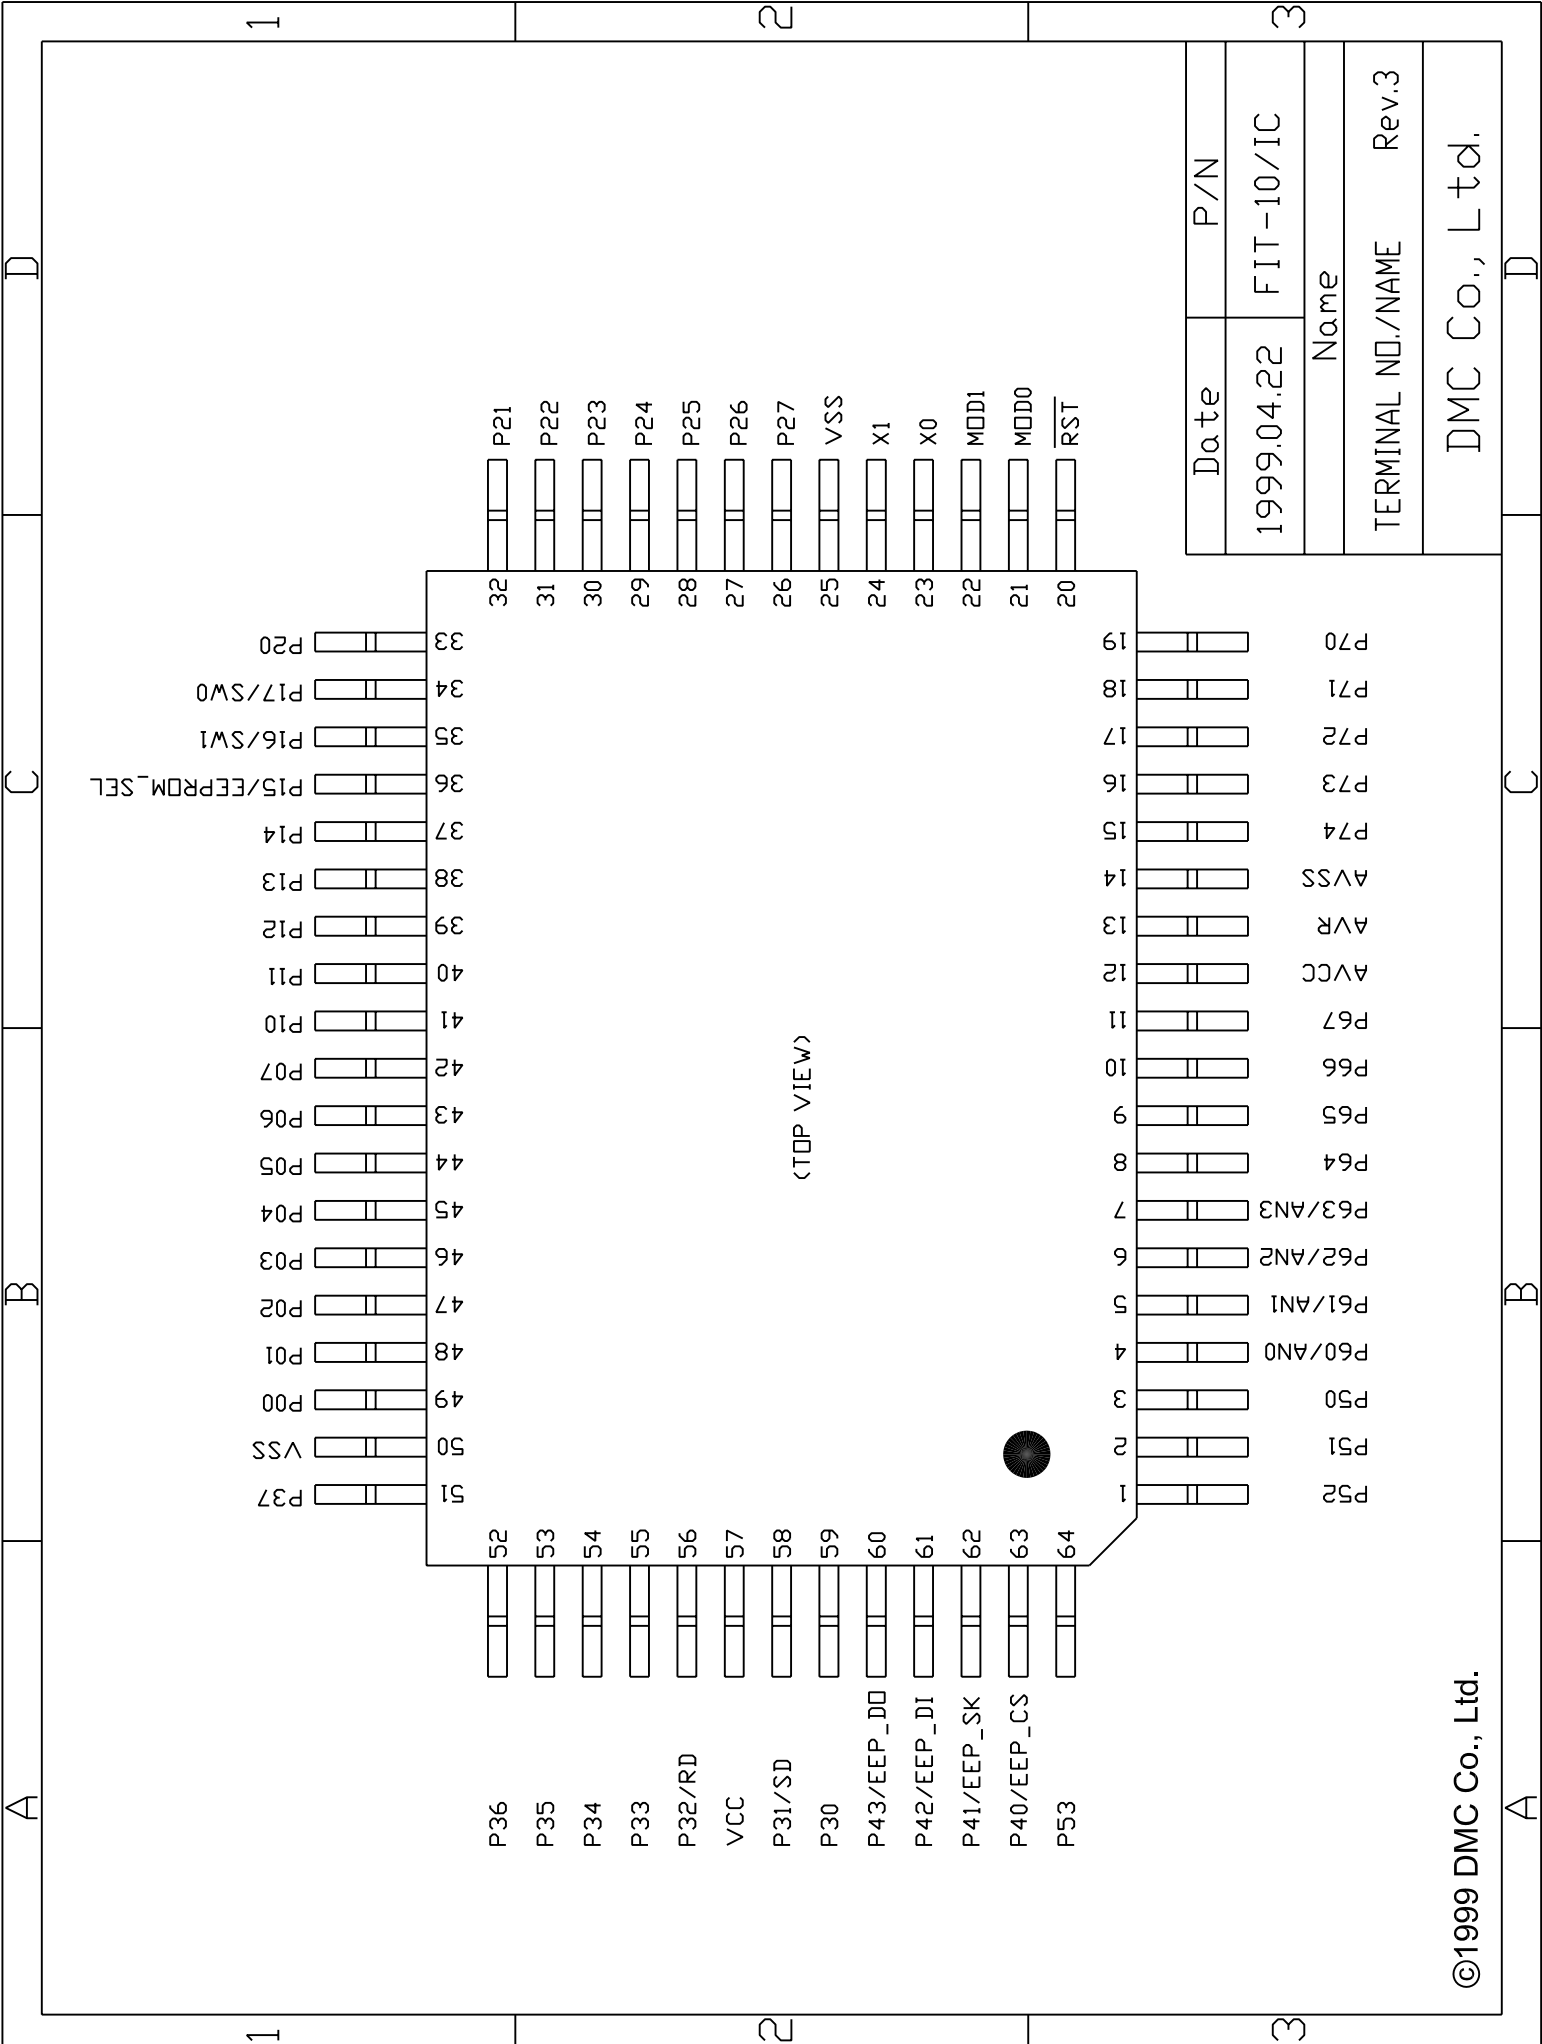 1
2
3
A
B
C
D
P20
P17/SW0
P16/SW1
P15/EEPROM_SEL
P14
P13
P12
P11
P10
P07
P06
P05
P04
P03
P02
P01
P00
VSS
P37
33
34
35
36
37
38
39
40
41
42
43
44
45
46
47
48
49
50
51
P36 52
P35 53
P34 54
P33 55
P32/RD 56
VCC 57
P31/SD 58
P30 59
P43/EEP_DO 60
P42/EEP_DI 61
P41/EEP_SK 62
P40/EEP_CS 63
P53 64
(TOP VIEW)
32 P21
31 P22
30 P23
29 P24
28 P25
27 P26
26 P27
25 VSS
24 X1
23 X0
22 MOD1
21 MOD0
20 RST
19
18
17
16
15
14
13
12
11
10
9
8
7
6
5
4
3
2
1
P70
P71
P72
P73
P74
AVSS
AVR
AVCC
P67
P66
P65
P64
P63/AN3
P62/AN2
P61/AN1
P60/AN0
P50
P51
P52
Date P/N
1999.04.22 FIT-10/IC
Name
TERMINAL NO./NAME Rev.3
DMC Co., Ltd.
©1999 DMC Co., Ltd.
A
B
C
D
1
2
3